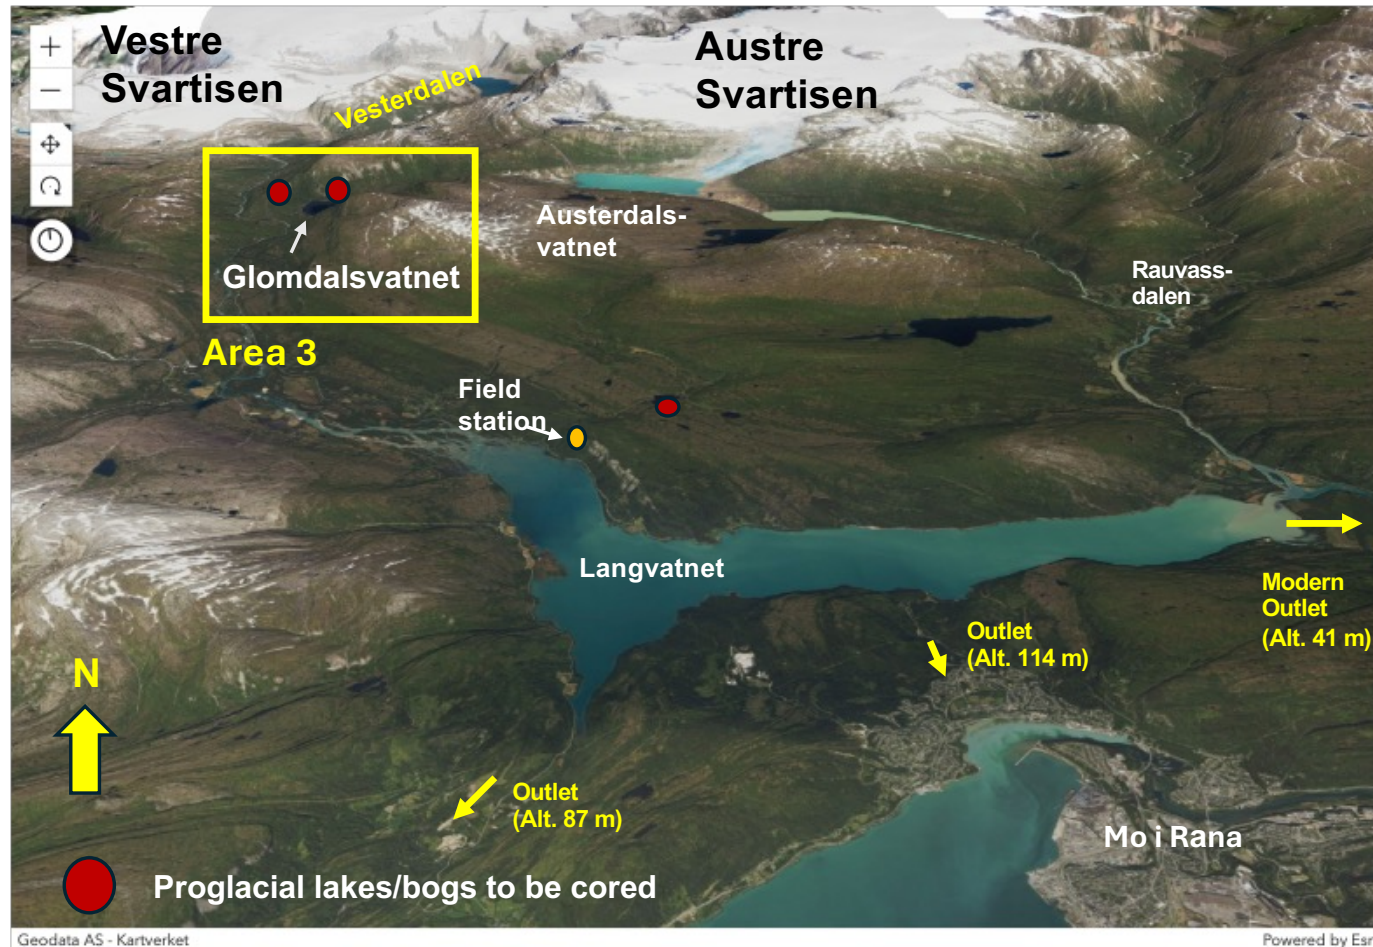 Vestre
Svartisen
Vesterdalen
Austre
Svartisen
Austerdals-
vatnet
Glomdalsvatnet
Rauvass-
dalen
Area 3
Field
station
Langvatnet
Modern
Outlet
(Alt. 41 m)
Outlet
(Alt. 114 m)
N
Outlet
(Alt. 87 m)
Mo i Rana
Proglacial lakes/bogs to be cored
Geodata AS - Kartverket
Powered by Esr